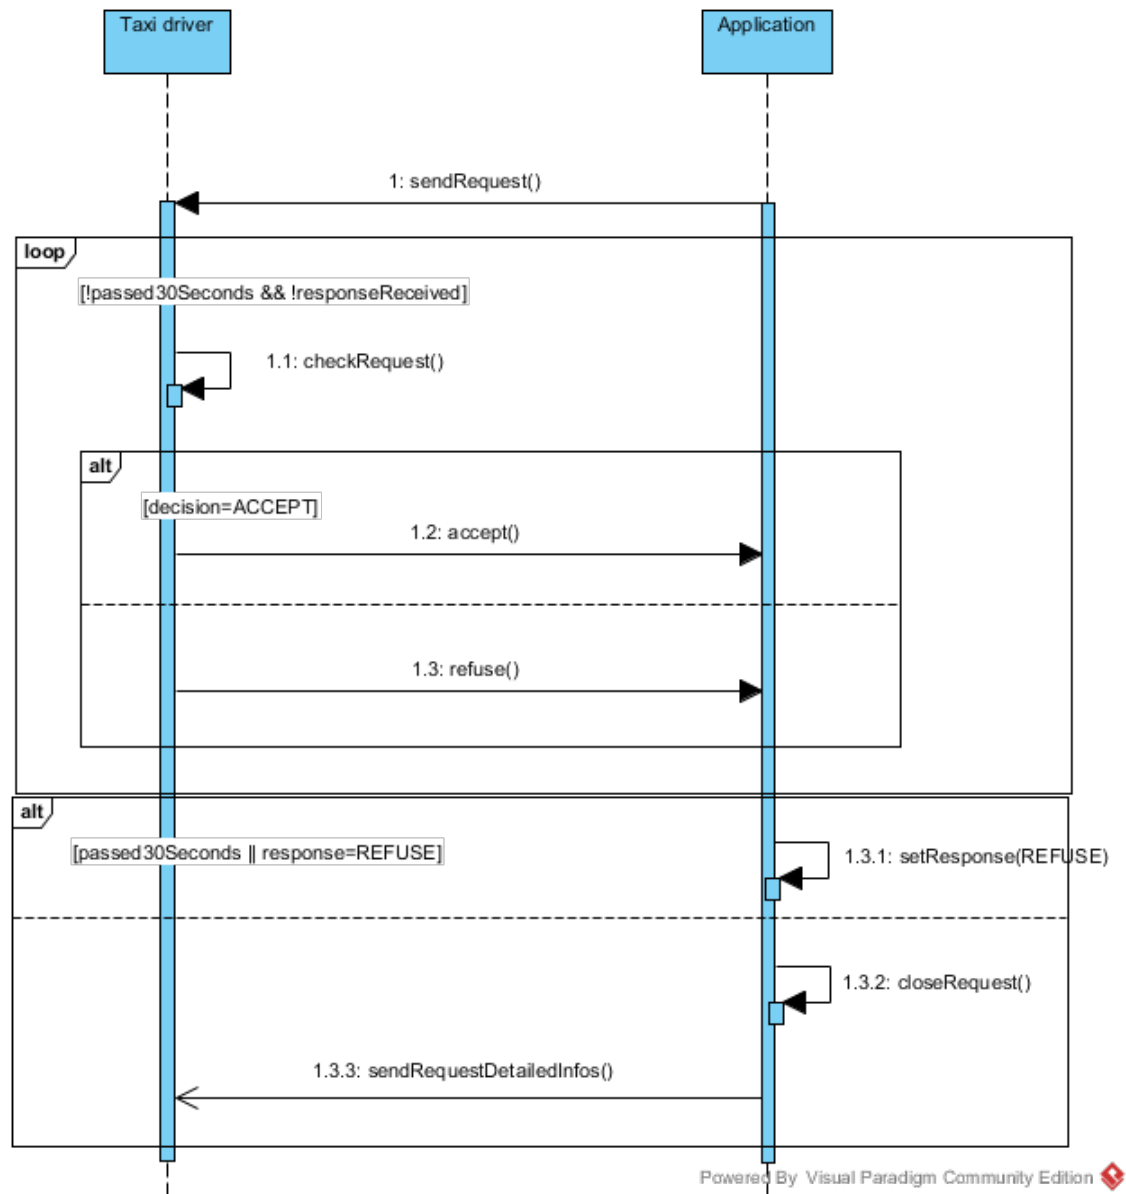 Taxi driver
Application
1: sendRequest()
loop
[!passed30Seconds && !responseReceived]
1.1: checkRequest()
alt
[decision=ACCEPT]
1.2: accept()
1.3: refuse()
alt
[passed30Seconds || response=REFUSE]
1.3.1: setResponse(REFUSE)
1.3.2: closeRequest()
1.3.3: sendRequestDetailedInfos()
Powered By Visual Paradigm Community Edition